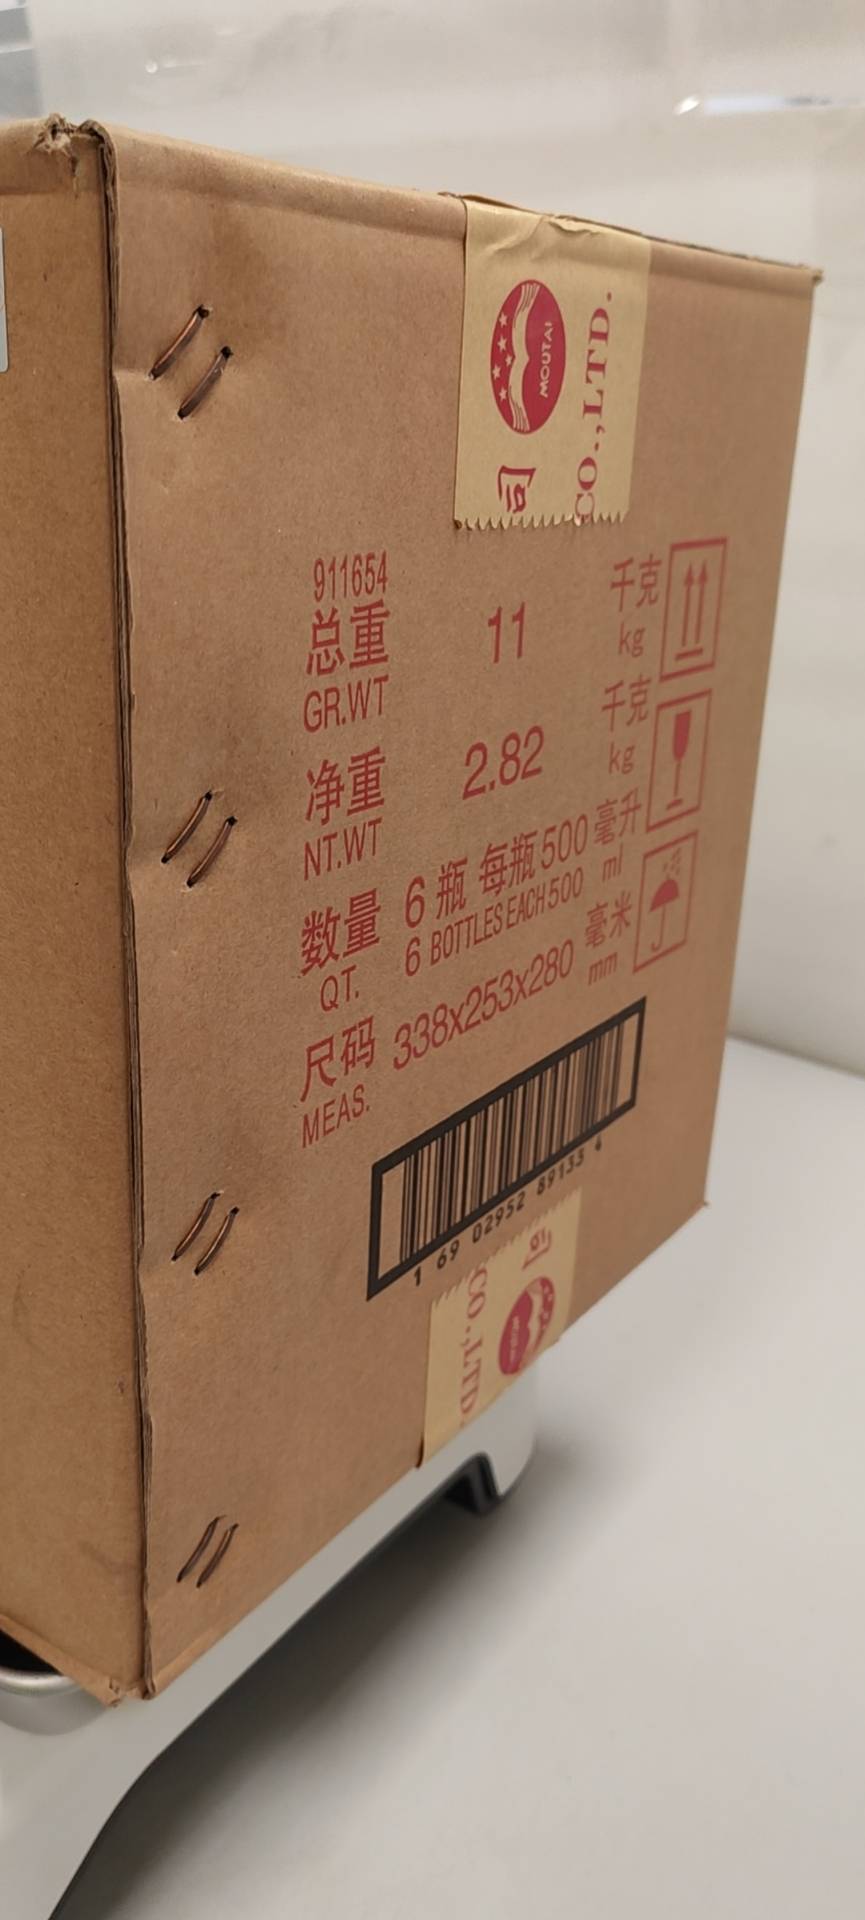 MOUTAI
司
CO.,LTD.
911654
总重 11 千克
GR.WT kg
净重 2.82 千克
NT.WT kg
数量 6 瓶 每瓶 500 毫升
QT. 6 BOTTLES EACH 500 ml
尺码 338x253x280 毫米
MEAS. mm
1 69 02952 89133 4
CO.,LTD.